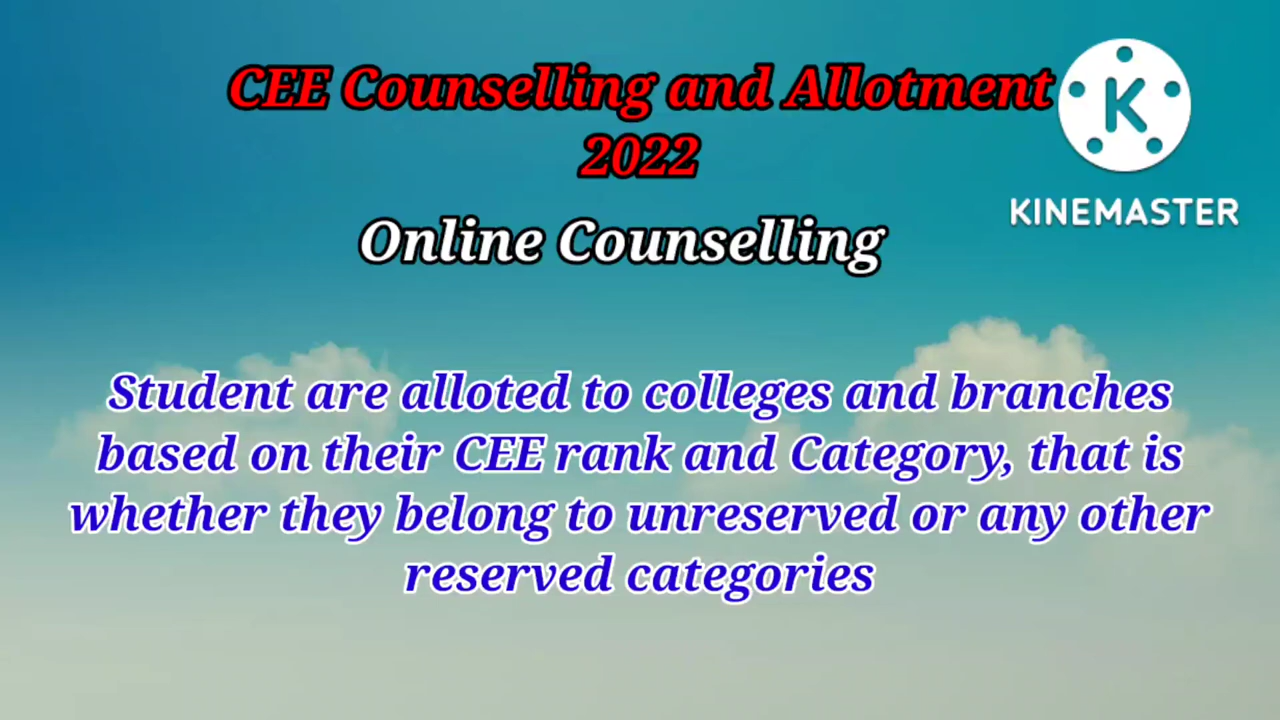 CEE Counselling and Allotment
2022
K
KINEMASTER
Online Counselling
Student are alloted to colleges and branches
based on their CEE rank and Category, that is
whether they belong to unreserved or any other
reserved categories